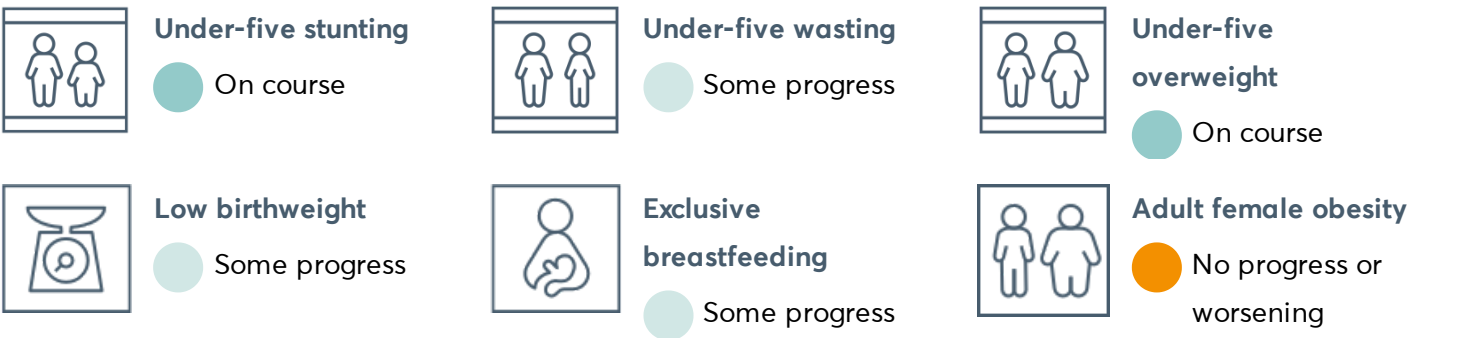 Under-five stunting
On course
Under-five wasting
Some progress
Under-five
overweight
On course
Low birthweight
Some progress
Exclusive
breastfeeding
Some progress
Adult female obesity
No progress or
worsening